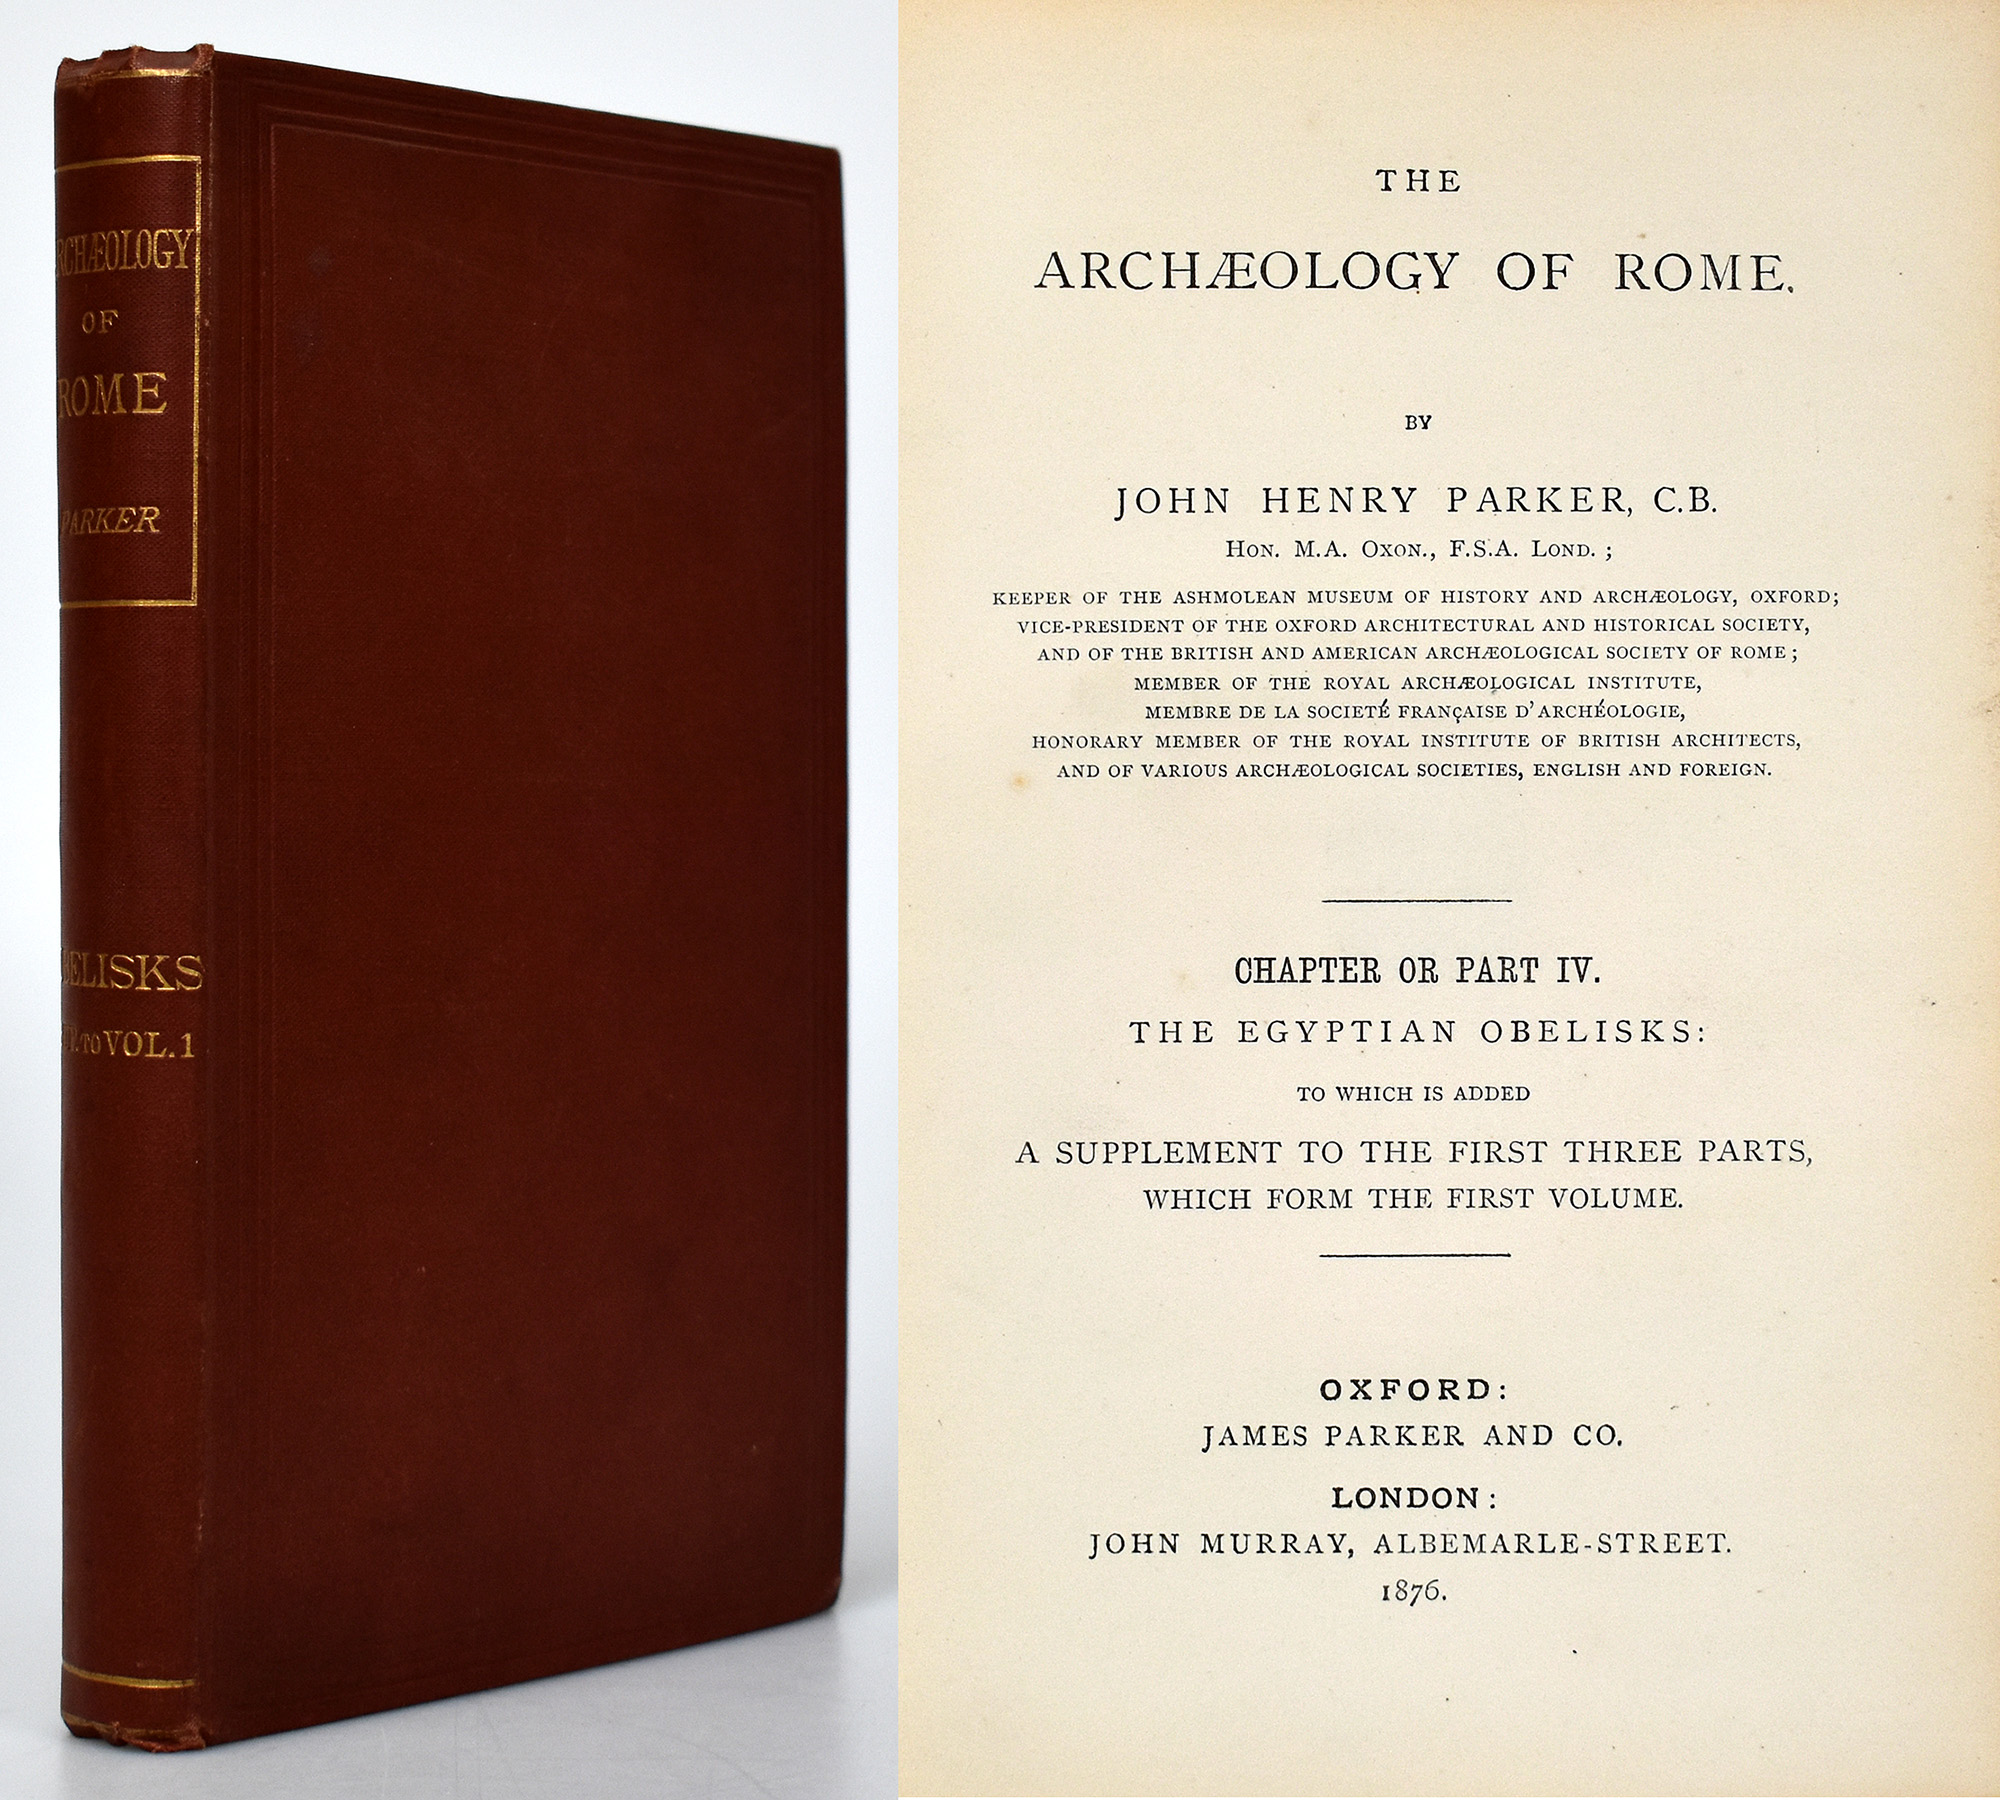 ARCHÆOLOGY
OF
ROME
PARKER
OBELISKS
TO VOL. 1
THE
ARCHÆOLOGY OF ROME.
BY
JOHN HENRY PARKER, C.B.
HON. M.A. OXON., F.S.A. LOND. ;
KEEPER OF THE ASHMOLEAN MUSEUM OF HISTORY AND ARCHÆOLOGY, OXFORD;
VICE-PRESIDENT OF THE OXFORD ARCHITECTURAL AND HISTORICAL SOCIETY,
AND OF THE BRITISH AND AMERICAN ARCHÆOLOGICAL SOCIETY OF ROME ;
MEMBER OF THE ROYAL ARCHÆOLOGICAL INSTITUTE,
MEMBRE DE LA SOCIETÉ FRANÇAISE D'ARCHÉOLOGIE,
HONORARY MEMBER OF THE ROYAL INSTITUTE OF BRITISH ARCHITECTS,
AND OF VARIOUS ARCHÆOLOGICAL SOCIETIES, ENGLISH AND FOREIGN.
CHAPTER OR PART IV.
THE EGYPTIAN OBELISKS:
TO WHICH IS ADDED
A SUPPLEMENT TO THE FIRST THREE PARTS,
WHICH FORM THE FIRST VOLUME.
OXFORD:
JAMES PARKER AND CO.
LONDON:
JOHN MURRAY, ALBEMARLE-STREET.
1876.